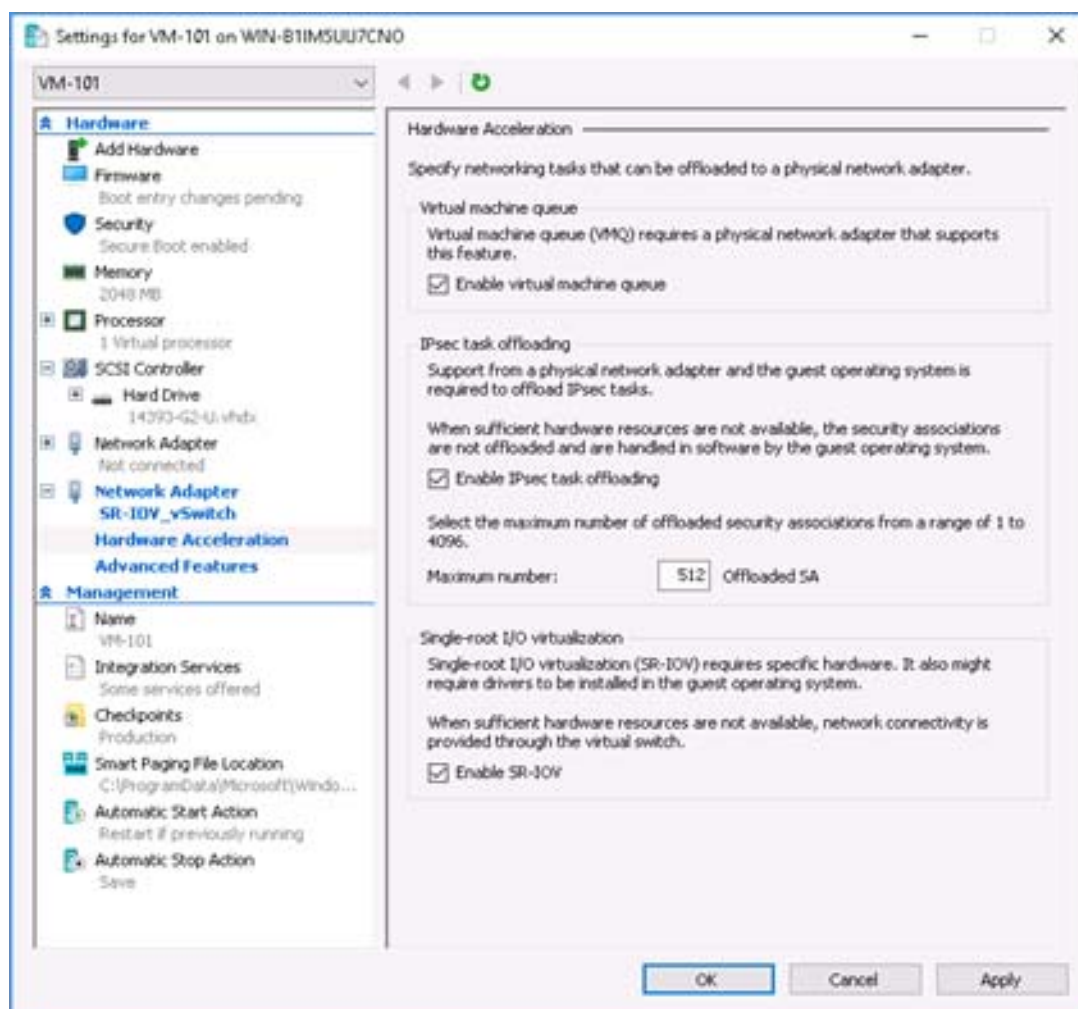 Settings for VM-101 on WIN-B1IM5UU7CNO
VM-101
Hardware
Add Hardware
Firmware
Boot entry changes pending
Security
Secure Boot enabled
Memory
2048 MB
Processor
1 Virtual processor
SCSI Controller
Hard Drive
14393-G2-U.vhdx
Network Adapter
Not connected
Network Adapter
SR-IOV_vSwitch
Hardware Acceleration
Advanced Features
Management
Name
VM-101
Integration Services
Some services offered
Checkpoints
Production
Smart Paging File Location
C:\ProgramData\Microsoft\Windo...
Automatic Start Action
Restart if previously running
Automatic Stop Action
Save
Hardware Acceleration
Specify networking tasks that can be offloaded to a physical network adapter.
Virtual machine queue
Virtual machine queue (VMQ) requires a physical network adapter that supports
this feature.
Enable virtual machine queue
IPsec task offloading
Support from a physical network adapter and the guest operating system is
required to offload IPsec tasks.
When sufficient hardware resources are not available, the security associations
are not offloaded and are handled in software by the guest operating system.
Enable IPsec task offloading
Select the maximum number of offloaded security associations from a range of 1 to
4096.
Maximum number: 512 Offloaded SA
Single-root I/O virtualization
Single-root I/O virtualization (SR-IOV) requires specific hardware. It also might
require drivers to be installed in the guest operating system.
When sufficient hardware resources are not available, network connectivity is
provided through the virtual switch.
Enable SR-IOV
OK Cancel Apply